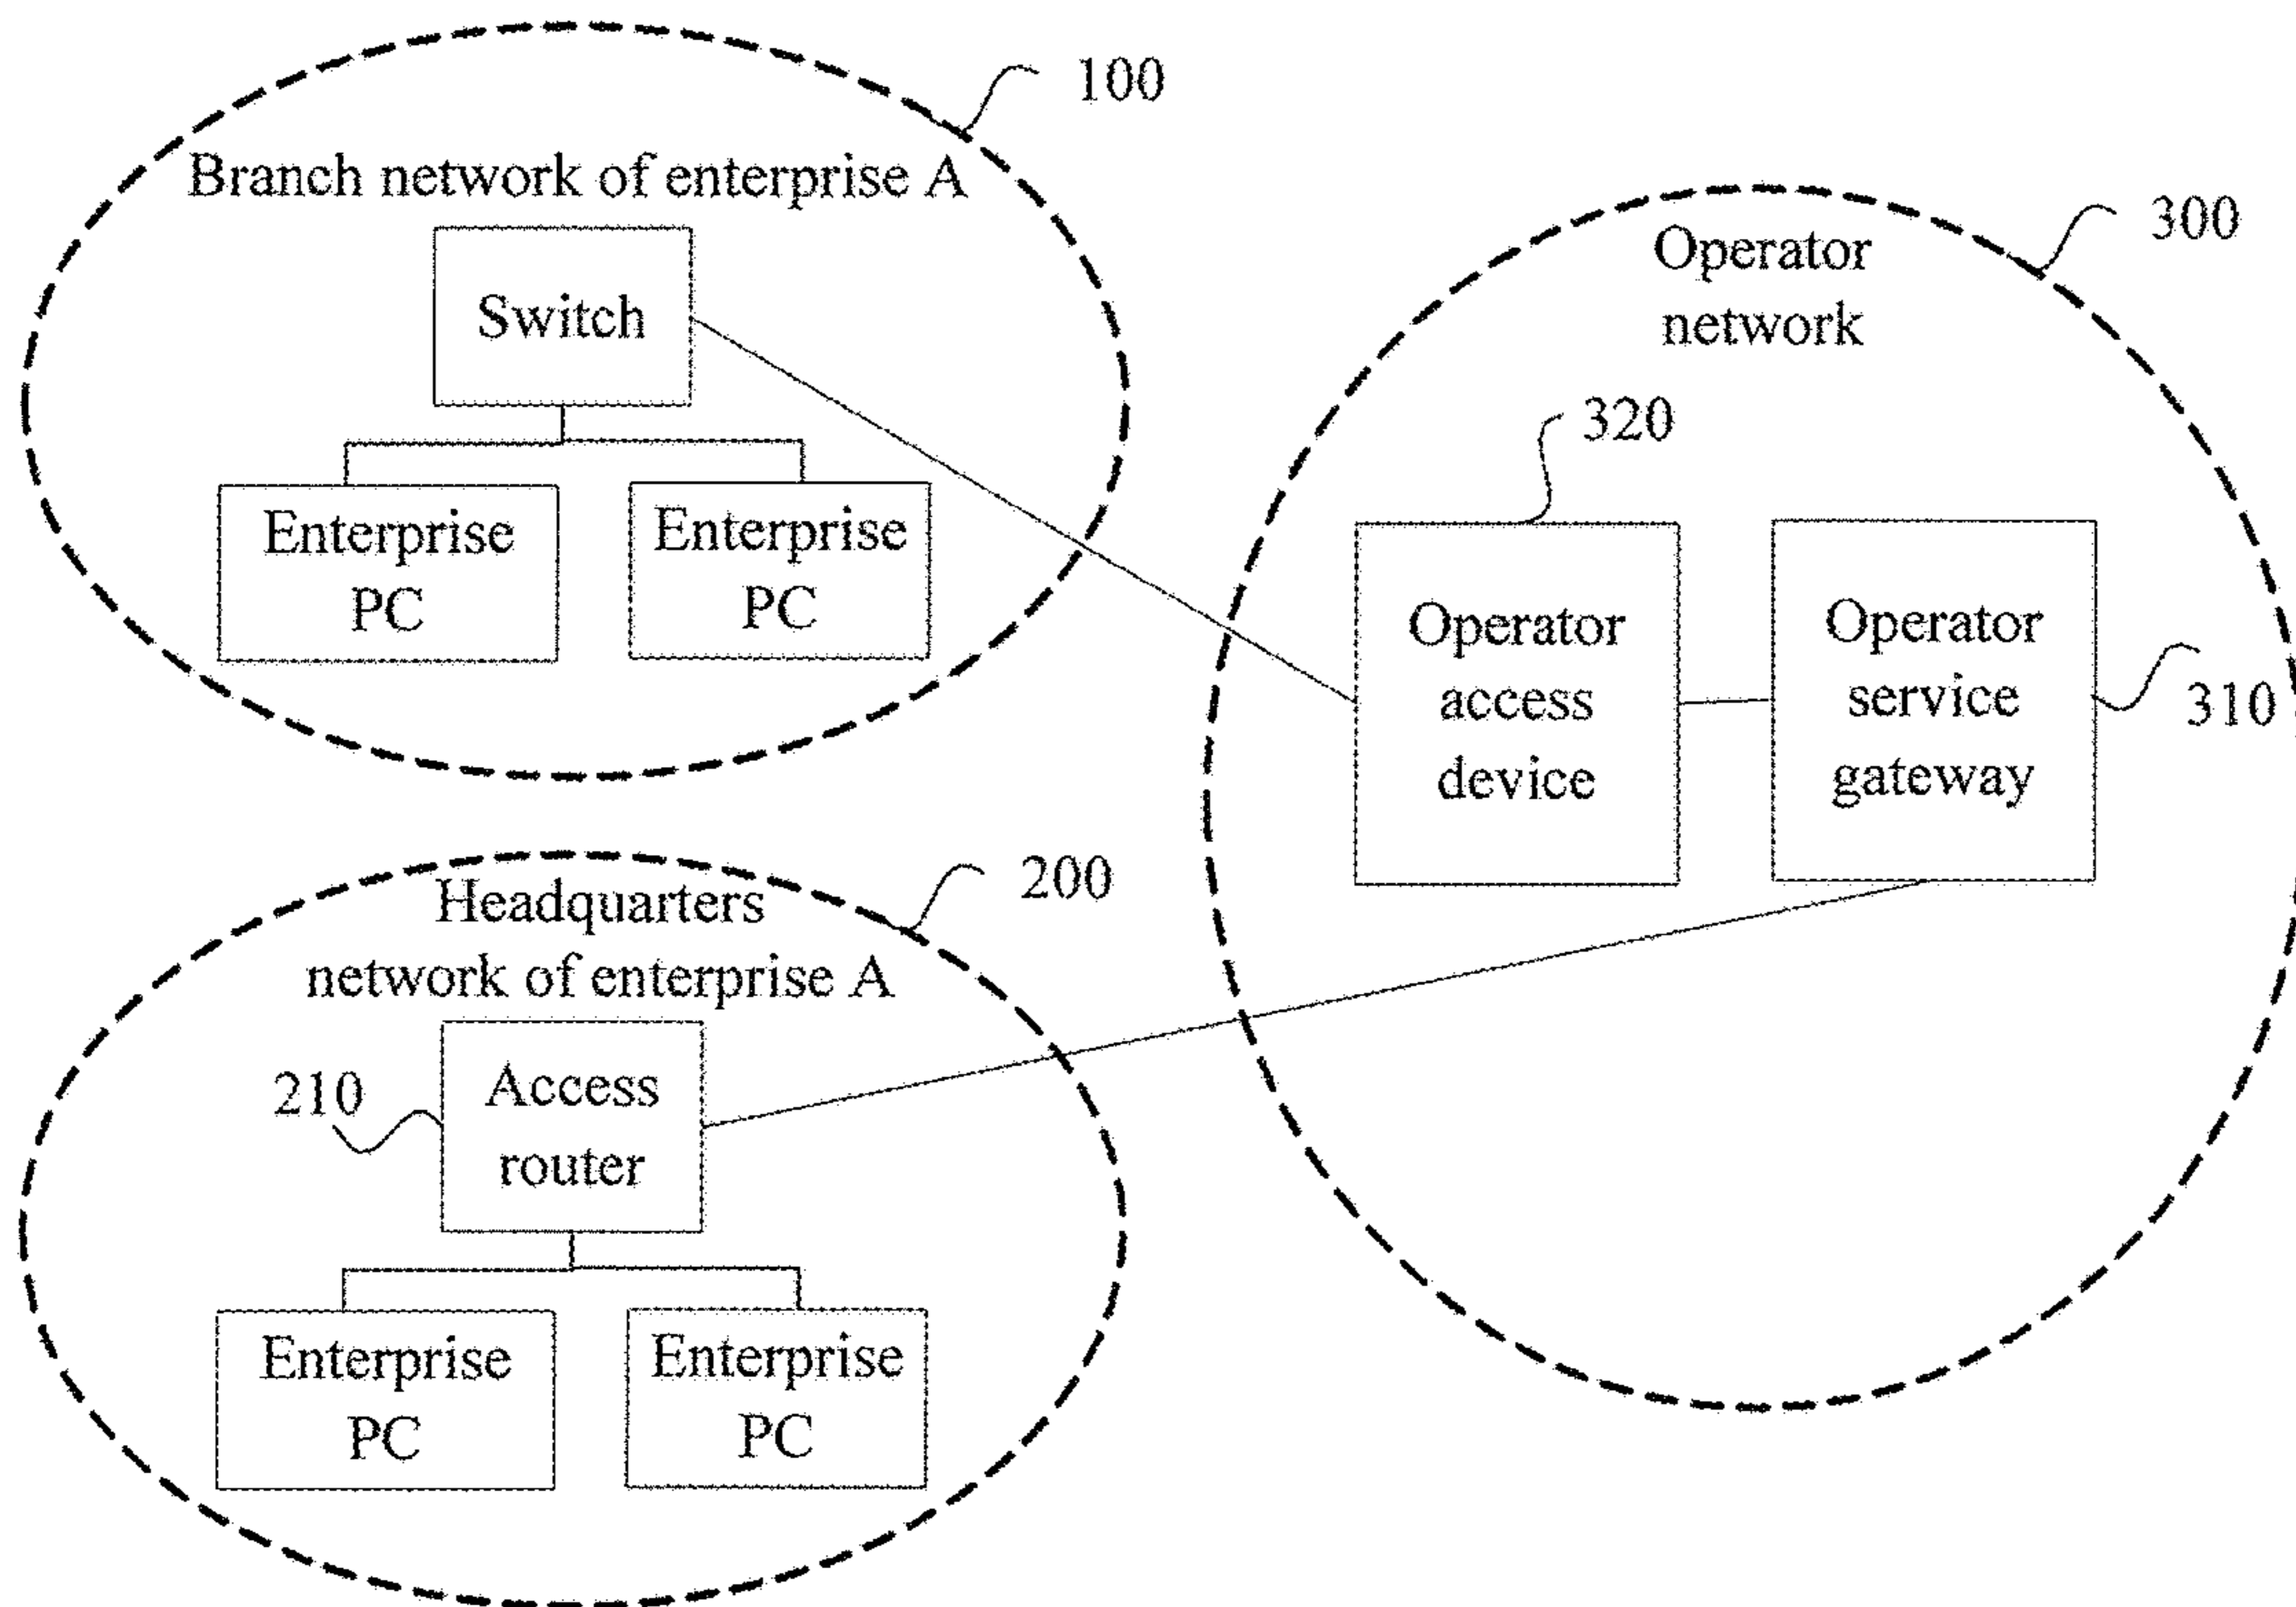 100
Branch network of enterprise A
Switch
Enterprise
PC
Enterprise
PC
300
Operator
network
320
Operator
access
device
Operator
service
gateway
310
200
Headquarters
network of enterprise A
210
Access
router
Enterprise
PC
Enterprise
PC